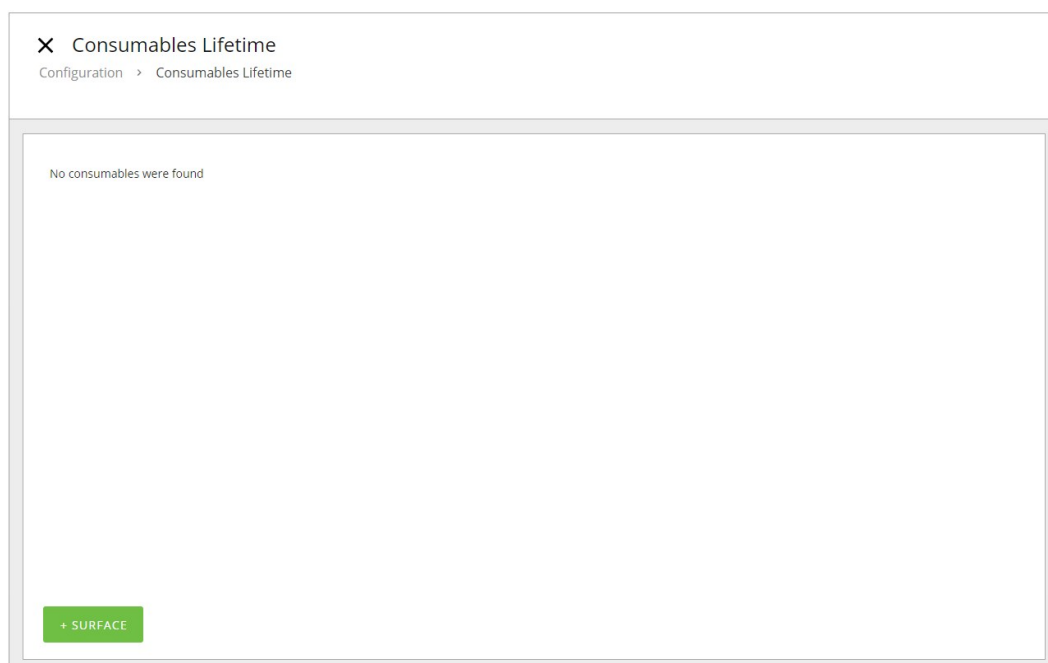 Consumables Lifetime
Configuration > Consumables Lifetime
No consumables were found
+ SURFACE